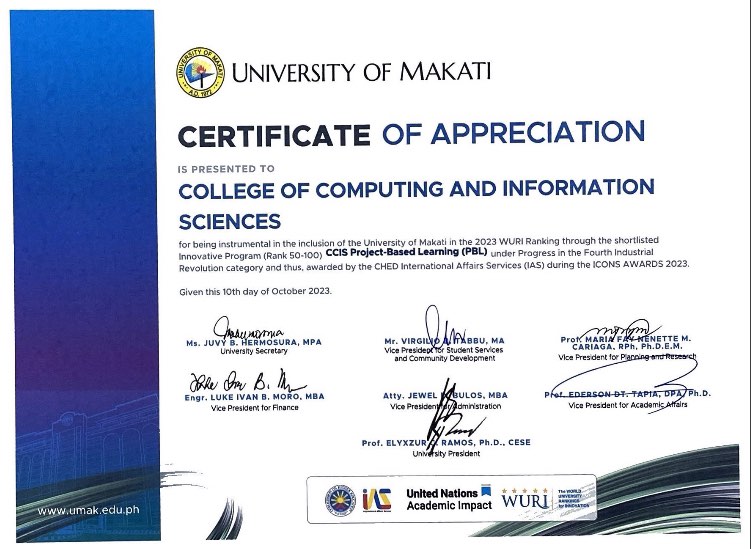 UNIVERSITY OF MAKATI
A.D. 1972
UNIVERSITY OF MAKATI
CERTIFICATE OF APPRECIATION
IS PRESENTED TO
COLLEGE OF COMPUTING AND INFORMATION
SCIENCES
for being instrumental in the inclusion of the University of Makati in the 2023 WURI Ranking through the shortlisted
Innovative Program (Rank 50-100) CCIS Project-Based Learning (PBL) under Progress in the Fourth Industrial
Revolution category and thus, awarded by the CHED International Affairs Services (IAS) during the ICONS AWARDS 2023.
Given this 10th day of October 2023.
Ms. JUVY B. HERMOSURA, MPA
University Secretary
Mr. VIRGILIO TABBU, MA
Vice President for Student Services
and Community Development
Prof. MARIA FAY NENETTE M.
CARIAGA, RPh, Ph.D.E.M.
Vice President for Planning and Research
Engr. LUKE IVAN B. MORO, MBA
Vice President for Finance
Atty. JEWEL BULOS, MBA
Vice President for Administration
Prof. EDERSON DT. TAPIA, DPA, Ph.D.
Vice President for Academic Affairs
Prof. ELYXZUR RAMOS, Ph.D., CESE
University President
www.umak.edu.ph
IAS
United Nations
Academic Impact
WURI
The WORLD
UNIVERSITY
RANKINGS
for INNOVATION